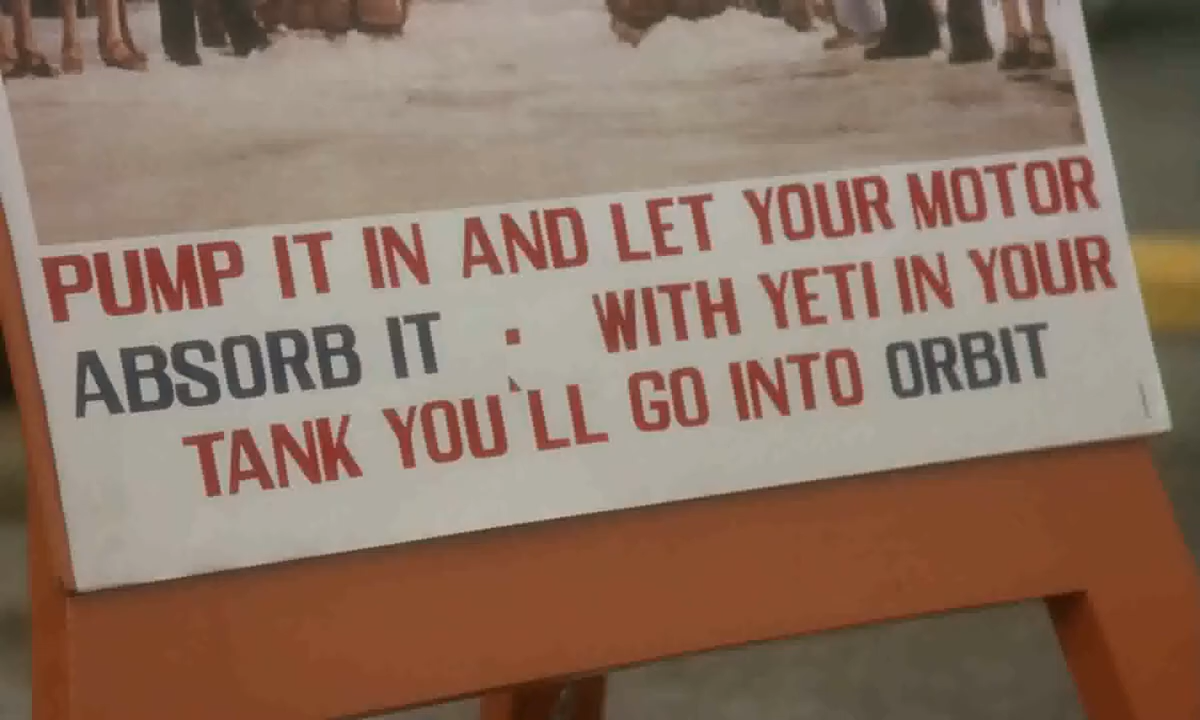 PUMP IT IN AND LET YOUR MOTOR
ABSORB IT · WITH YETI IN YOUR
TANK YOU'LL GO INTO ORBIT